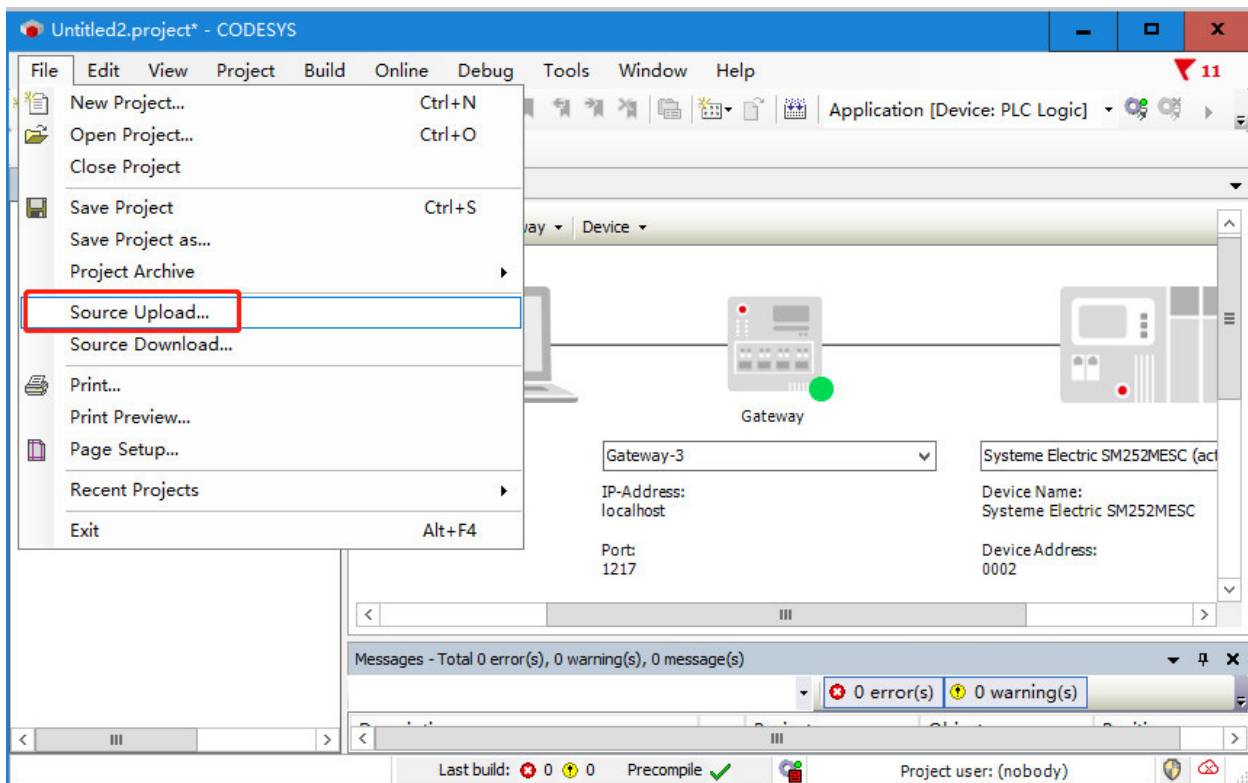 Untitled2.project* - CODESYS
File Edit View Project Build Online Debug Tools Window Help
11
New Project... Ctrl+N
Open Project... Ctrl+O
Close Project
Save Project Ctrl+S
Save Project as...
Project Archive
Source Upload...
Source Download...
Print...
Print Preview...
Page Setup...
Recent Projects
Exit Alt+F4
Application [Device: PLC Logic]
Device
Gateway
Gateway-3
IP-Address:
localhost
Port:
1217
Systeme Electric SM252MESC (act
Device Name:
Systeme Electric SM252MESC
Device Address:
0002
Messages - Total 0 error(s), 0 warning(s), 0 message(s)
0 error(s) 0 warning(s)
Last build: 0 0 Precompile Project user: (nobody)